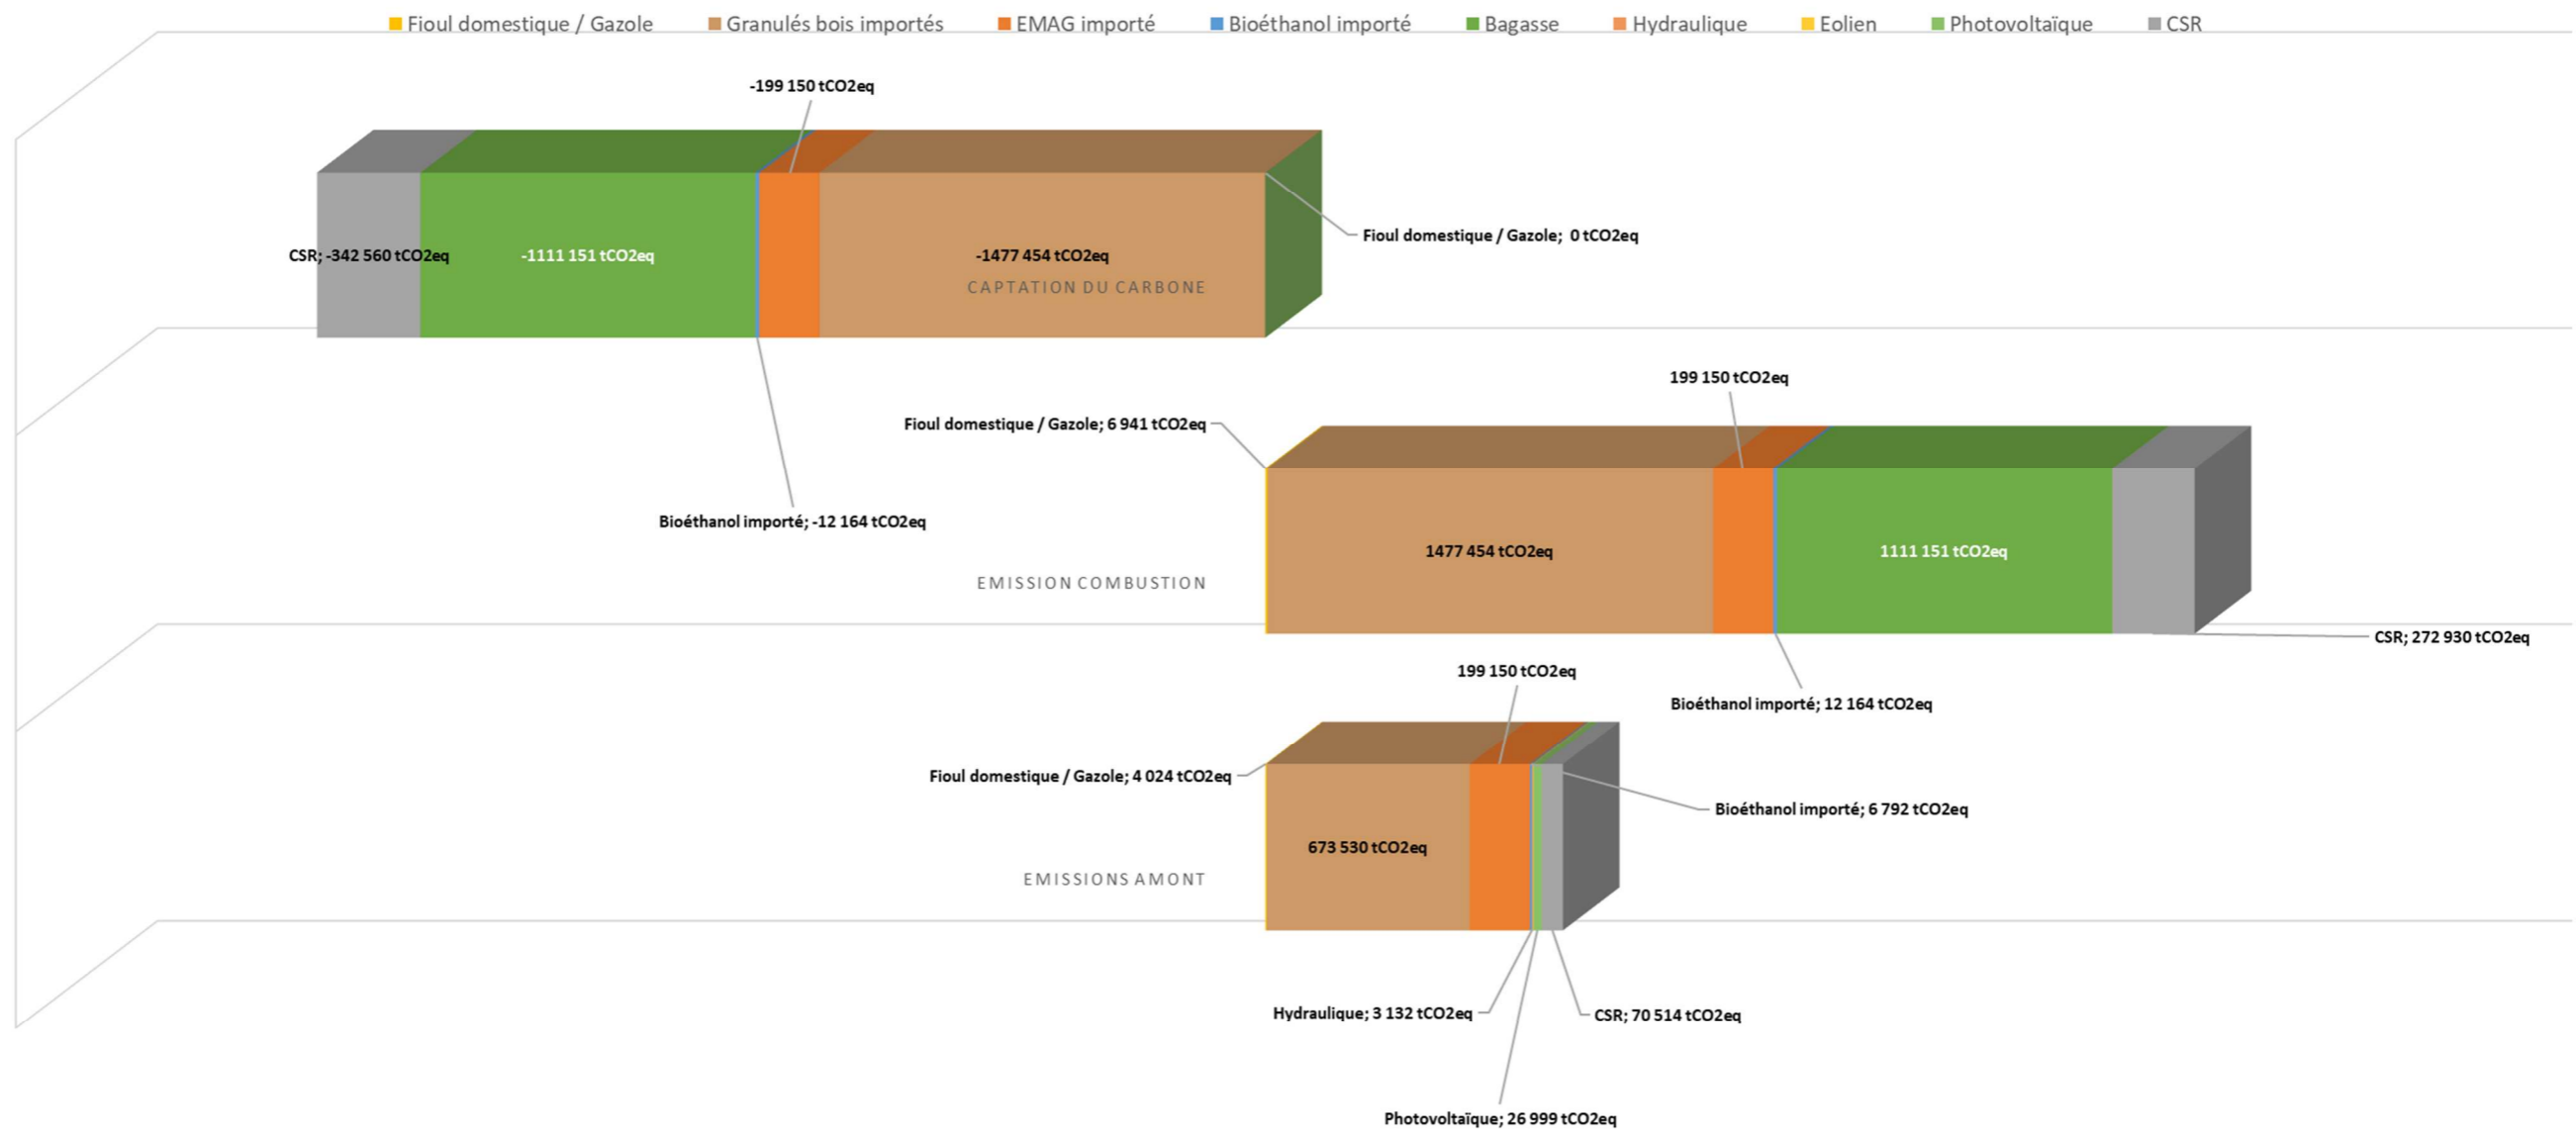 Fioul domestique / Gazole Granulés bois importés EMAG importé Bioéthanol importé Bagasse Hydraulique Eolien Photovoltaïque CSR
-199 150 tCO2eq
Fioul domestique / Gazole; 0 tCO2eq
CSR; -342 560 tCO2eq -1111 151 tCO2eq -1477 454 tCO2eq
CAPTATION DU CARBONE
199 150 tCO2eq
Fioul domestique / Gazole; 6 941 tCO2eq
Bioéthanol importé; -12 164 tCO2eq
1477 454 tCO2eq 1111 151 tCO2eq
EMISSION COMBUSTION
CSR; 272 930 tCO2eq
199 150 tCO2eq
Bioéthanol importé; 12 164 tCO2eq
Fioul domestique / Gazole; 4 024 tCO2eq
Bioéthanol importé; 6 792 tCO2eq
673 530 tCO2eq
EMISSIONS AMONT
Hydraulique; 3 132 tCO2eq
CSR; 70 514 tCO2eq
Photovoltaïque; 26 999 tCO2eq